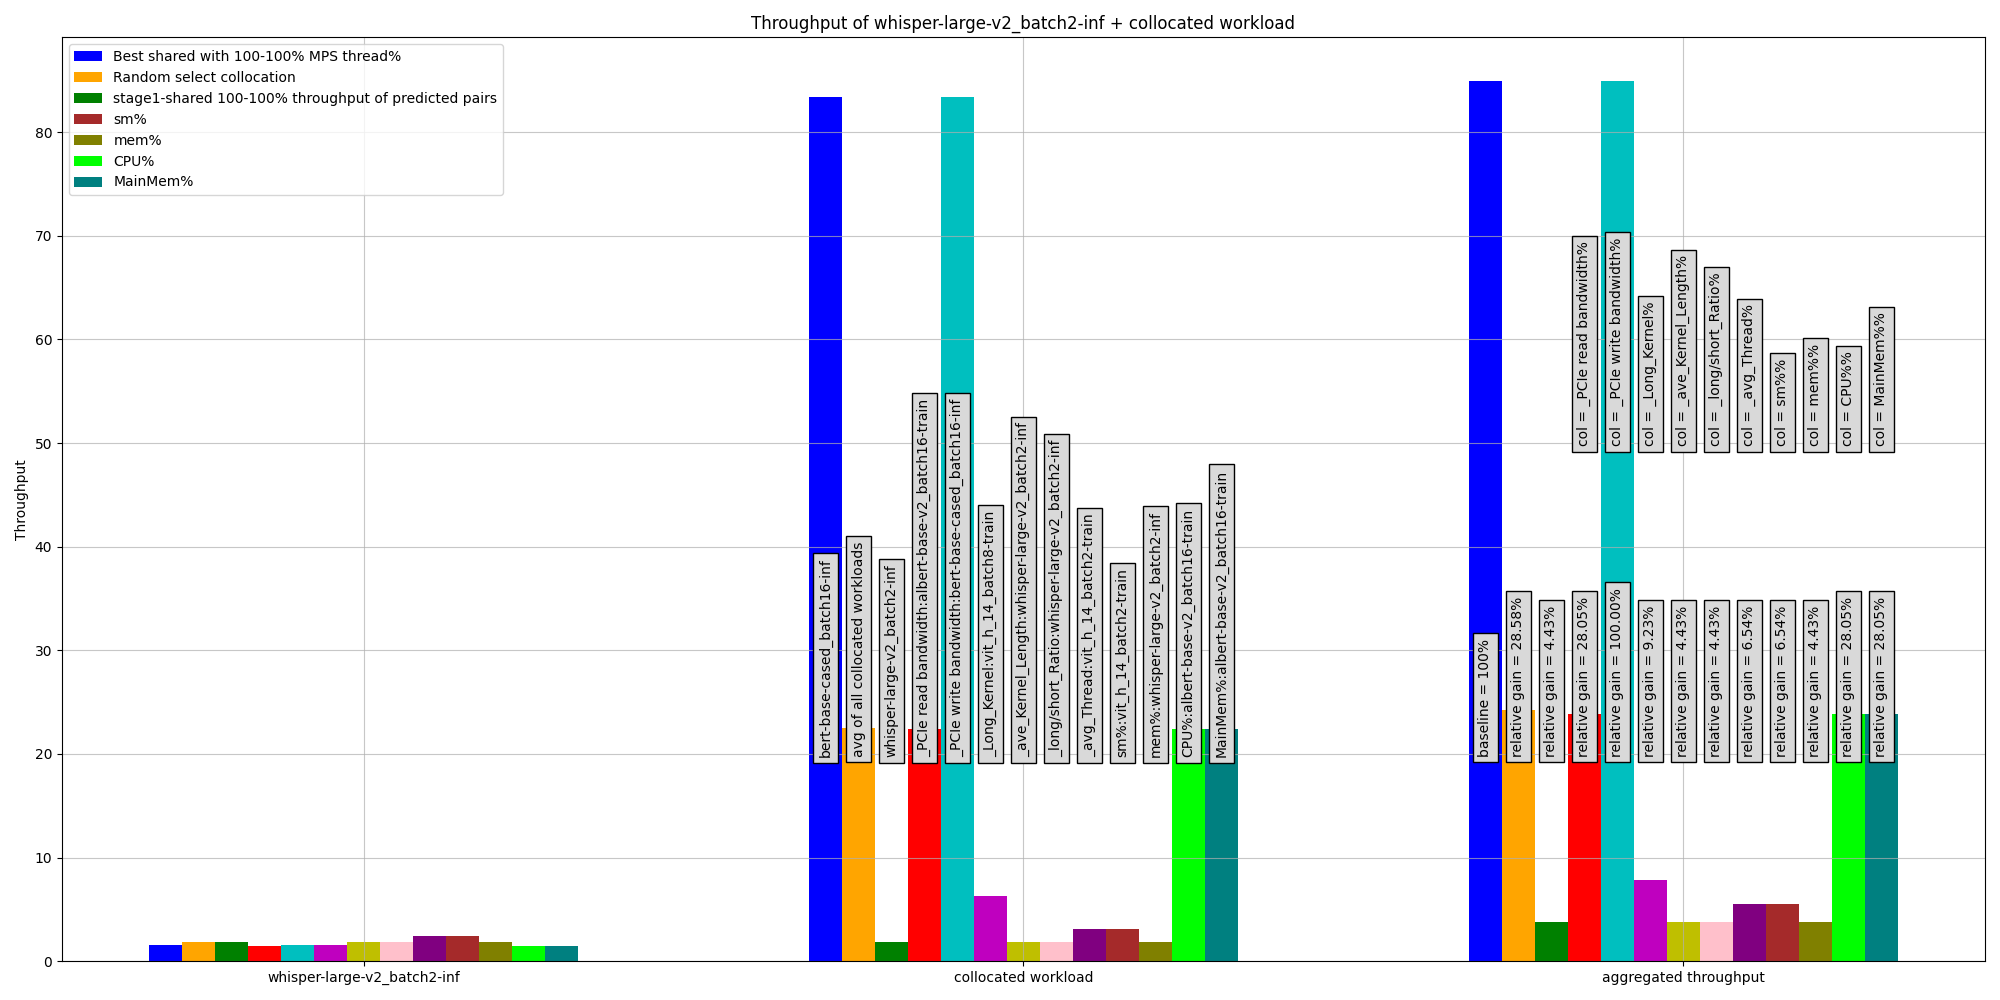 Throughput of whisper-large-v2_batch2-inf + collocated workload
Best shared with 100-100% MPS thread%
Random select collocation
stage1-shared 100-100% throughput of predicted pairs
sm%
mem%
CPU%
MainMem%
Throughput
0
10
20
30
40
50
60
70
80
bert-base-cased_batch16-inf
avg of all collocated workloads
whisper-large-v2_batch2-inf
_PCIe read bandwidth:albert-base-v2_batch16-train
_PCIe write bandwidth:bert-base-cased_batch16-inf
_Long_Kernel:vit_h_14_batch8-train
_ave_Kernel_Length:whisper-large-v2_batch2-inf
_long/short_Ratio:whisper-large-v2_batch2-inf
_avg_Thread:vit_h_14_batch2-train
sm%:vit_h_14_batch2-train
mem%:whisper-large-v2_batch2-inf
CPU%:albert-base-v2_batch16-train
MainMem%:albert-base-v2_batch16-train
col = _PCIe read bandwidth%
col = _PCIe write bandwidth%
col = _Long_Kernel%
col = _ave_Kernel_Length%
col = _long/short_Ratio%
col = _avg_Thread%
col = sm%%
col = mem%%
col = CPU%%
col = MainMem%%
baseline = 100%
relative gain = 28.58%
relative gain = 4.43%
relative gain = 28.05%
relative gain = 100.00%
relative gain = 9.23%
relative gain = 4.43%
relative gain = 4.43%
relative gain = 6.54%
relative gain = 6.54%
relative gain = 4.43%
relative gain = 28.05%
relative gain = 28.05%
whisper-large-v2_batch2-inf
collocated workload
aggregated throughput